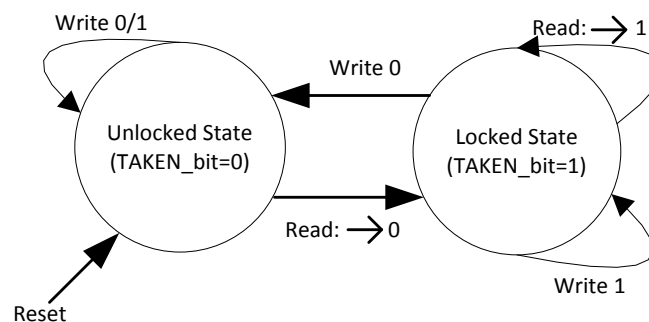 Write 0/1
Read: → 1
Write 0
Unlocked State
(TAKEN_bit=0)
Locked State
(TAKEN_bit=1)
Read: → 0
Write 1
Reset